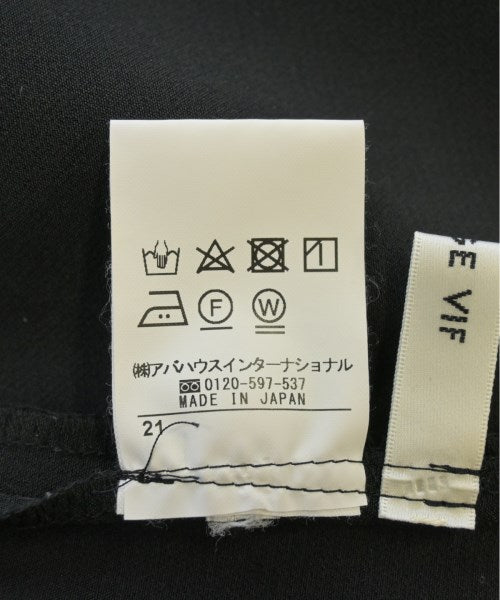 F W
(株)アバハウスインターナショナル
0120-597-537
MADE IN JAPAN
21
GE VIF